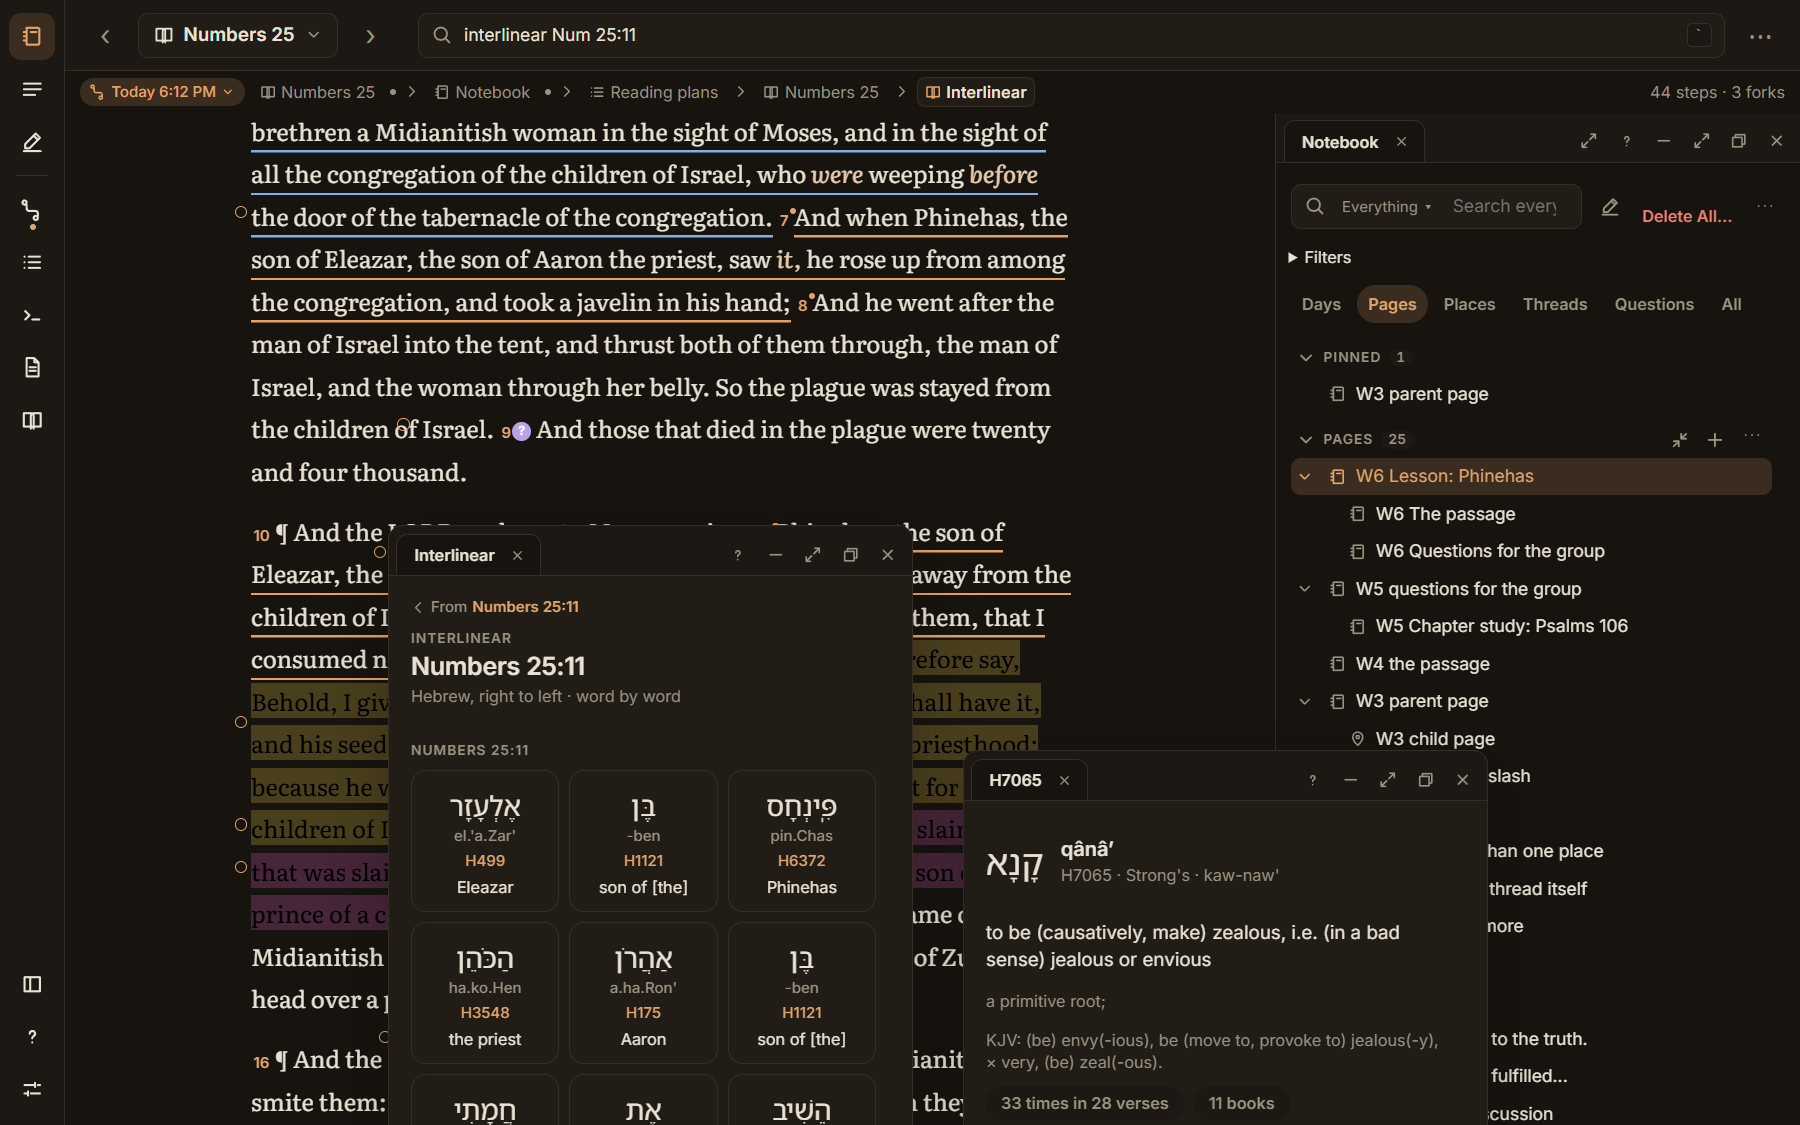 Numbers 25
interlinear Num 25:11
Today 6:12 PM
Numbers 25
Notebook
Reading plans
Numbers 25
Interlinear
44 steps · 3 forks
brethren a Midianitish woman in the sight of Moses, and in the sight of
all the congregation of the children of Israel, who were weeping before
the door of the tabernacle of the congregation. 7 And when Phinehas, the
son of Eleazar, the son of Aaron the priest, saw it, he rose up from among
the congregation, and took a javelin in his hand; 8 And he went after the
man of Israel into the tent, and thrust both of them through, the man of
Israel, and the woman through her belly. So the plague was stayed from
the children of Israel. 9 ? And those that died in the plague were twenty
and four thousand.
10 ¶ And the
he son of
Eleazar, the
away from the
children of I
them, that I
consumed n
refore say,
Behold, I giv
hall have it,
and his seed
priesthood;
because he w
t for
children of I
slain
that was slai
son
prince of a c
ame
Midianitish
of Zu
head over a p
16 ¶ And the
ianit
smite them:
they
Interlinear
?
From Numbers 25:11
INTERLINEAR
Numbers 25:11
Hebrew, right to left · word by word
NUMBERS 25:11
אֶלְעָזָר
בֶּן
פִּֽינְחָס
el.'a.Zar'
-ben
pin.Chas
H499
H1121
H6372
Eleazar
son of [the]
Phinehas
הַכֹּהֵן
אַהֲרֹן
בֶּן
ha.ko.Hen
a.ha.Ron'
-ben
H3548
H175
H1121
the priest
Aaron
son of [the]
חֲמָתִי
אֶת
הֵשִׁיב
Notebook
?
Everything
Search every
Delete All...
Filters
Days
Pages
Places
Threads
Questions
All
PINNED 1
W3 parent page
PAGES 25
W6 Lesson: Phinehas
W6 The passage
W6 Questions for the group
W5 questions for the group
W5 Chapter study: Psalms 106
W4 the passage
W3 parent page
W3 child page
slash
han one place
thread itself
more
to the truth.
fulfilled...
cussion
H7065
?
קָנָא
qânâʼ
H7065 · Strong's · kaw-naw'
to be (causatively, make) zealous, i.e. (in a bad
sense) jealous or envious
a primitive root;
KJV: (be) envy(-ious), be (move to, provoke to) jealous(-y),
× very, (be) zeal(-ous).
33 times in 28 verses
11 books
?